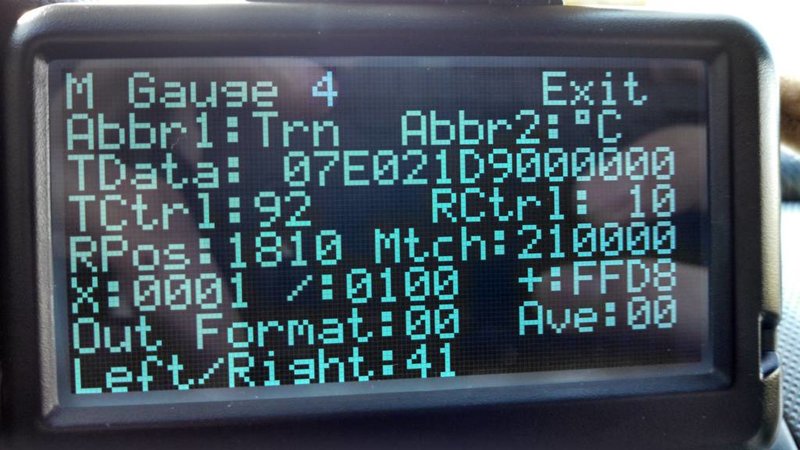 M Gauge 4 Exit
Abbr1:Trn Abbr2:°C
TData: 07E021D9000000
TCtrl:92 RCtrl: 10
RPos:1810 Mtch:210000
X:0001 /:0100 +:FFD8
Out Format:00 Ave:00
Left/Right:41